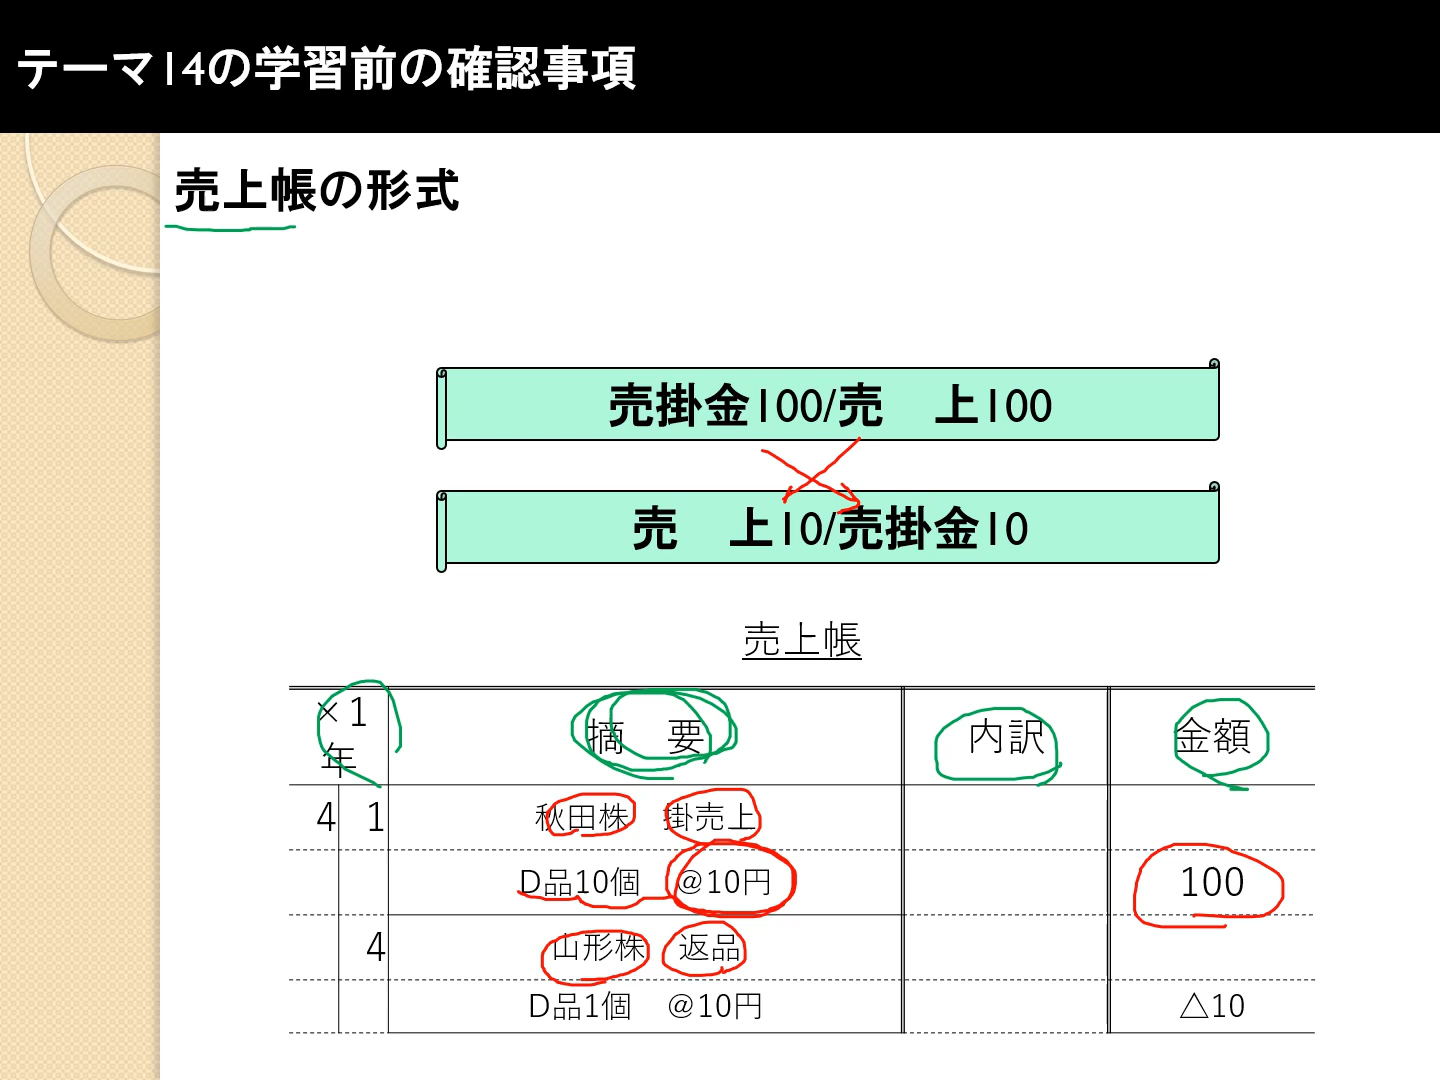 テーマ14の学習前の確認事項
売上帳の形式
売掛金100/売　上100
売　上10/売掛金10
売上帳
×1年　摘　要　内訳　金額
4　1　秋田株　掛売上
D品10個　@10円　100
4　山形株　返品
D品1個　@10円　△10